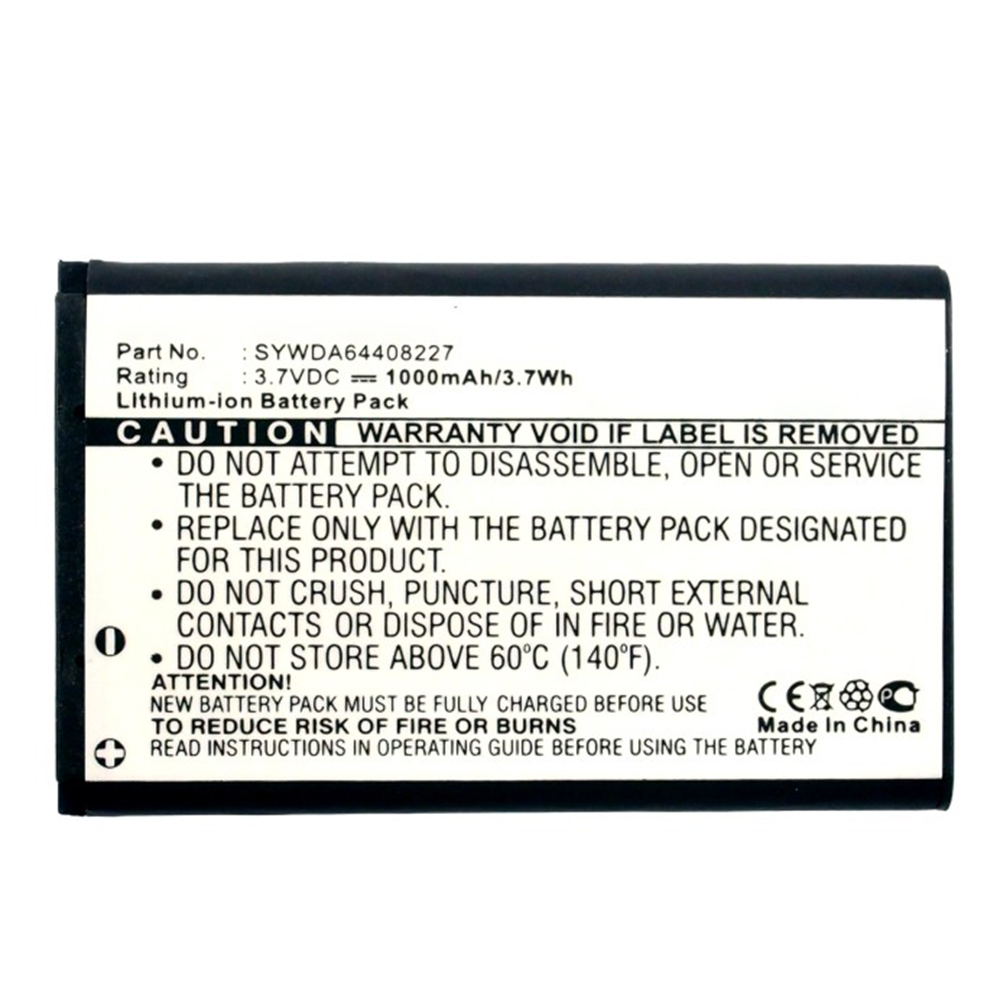 Part No. : SYWDA64408227
Rating : 3.7VDC ⎓ 1000mAh/3.7Wh
Lithium-ion Battery Pack
CAUTION WARRANTY VOID IF LABEL IS REMOVED
• DO NOT ATTEMPT TO DISASSEMBLE, OPEN OR SERVICE
THE BATTERY PACK.
• REPLACE ONLY WITH THE BATTERY PACK DESIGNATED
FOR THIS PRODUCT.
• DO NOT CRUSH, PUNCTURE, SHORT EXTERNAL
CONTACTS OR DISPOSE OF IN FIRE OR WATER.
• DO NOT STORE ABOVE 60°C (140°F).
ATTENTION!
NEW BATTERY PACK MUST BE FULLY CHARGED BEFORE USE
TO REDUCE RISK OF FIRE OR BURNS
READ INSTRUCTIONS IN OPERATING GUIDE BEFORE USING THE BATTERY
CE
Made In China